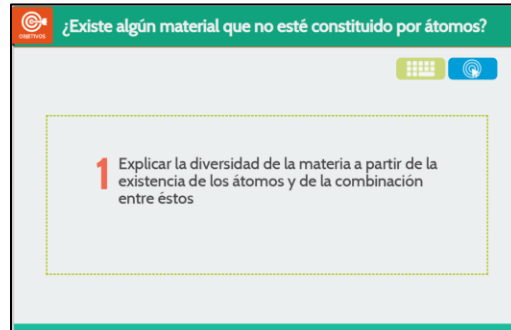 ¿Existe algún material que no esté constituido por átomos?
OBJETIVOS
1 Explicar la diversidad de la materia a partir de la
existencia de los átomos y de la combinación
entre éstos